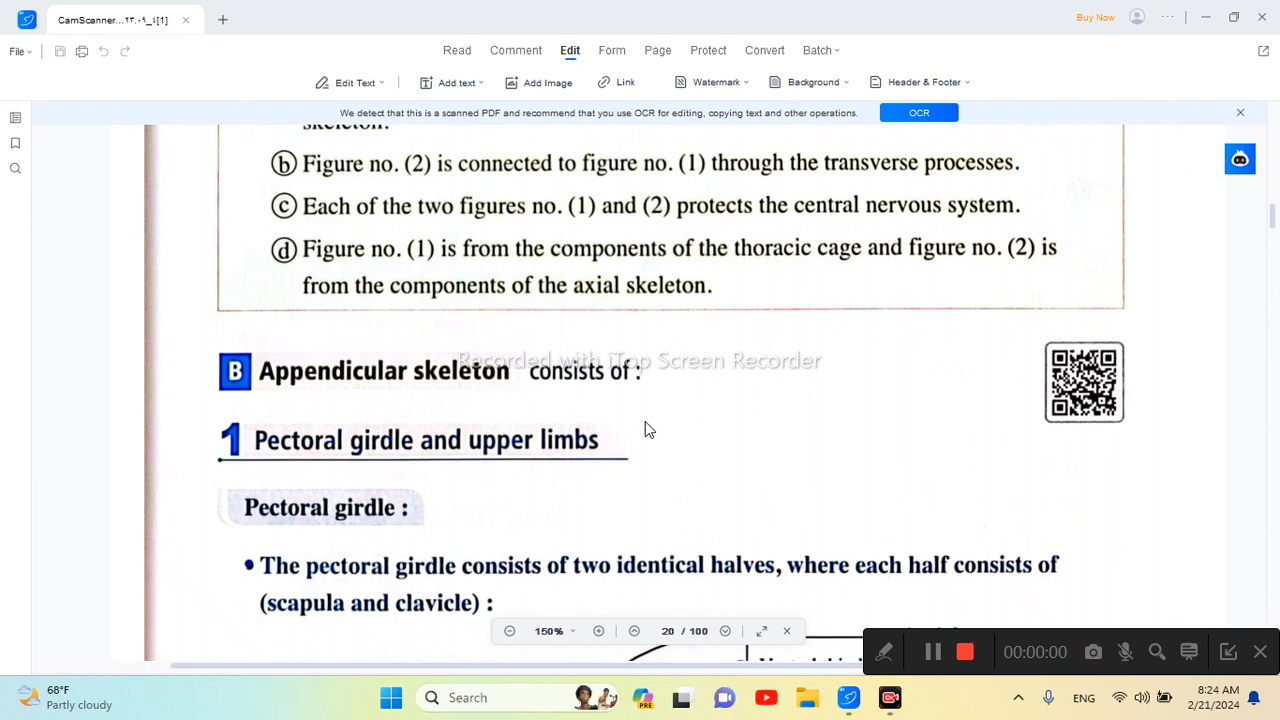 CamScanner...٢٣.٠٩_٤[1]
Buy Now
File
Read Comment Edit Form Page Protect Convert Batch
Edit Text Add text Add Image Link Watermark Background Header & Footer
We detect that this is a scanned PDF and recommend that you use OCR for editing, copying text and other operations. OCR
skeleton.
ⓑ Figure no. (2) is connected to figure no. (1) through the transverse processes.
ⓒ Each of the two figures no. (1) and (2) protects the central nervous system.
ⓓ Figure no. (1) is from the components of the thoracic cage and figure no. (2) is
from the components of the axial skeleton.
Recorded with iTop Screen Recorder
B Appendicular skeleton consists of :
1 Pectoral girdle and upper limbs
Pectoral girdle :
• The pectoral girdle consists of two identical halves, where each half consists of
(scapula and clavicle) :
150% 20 / 100
00:00:00
68°F
Partly cloudy
Search
PRE
ENG
8:24 AM
2/21/2024